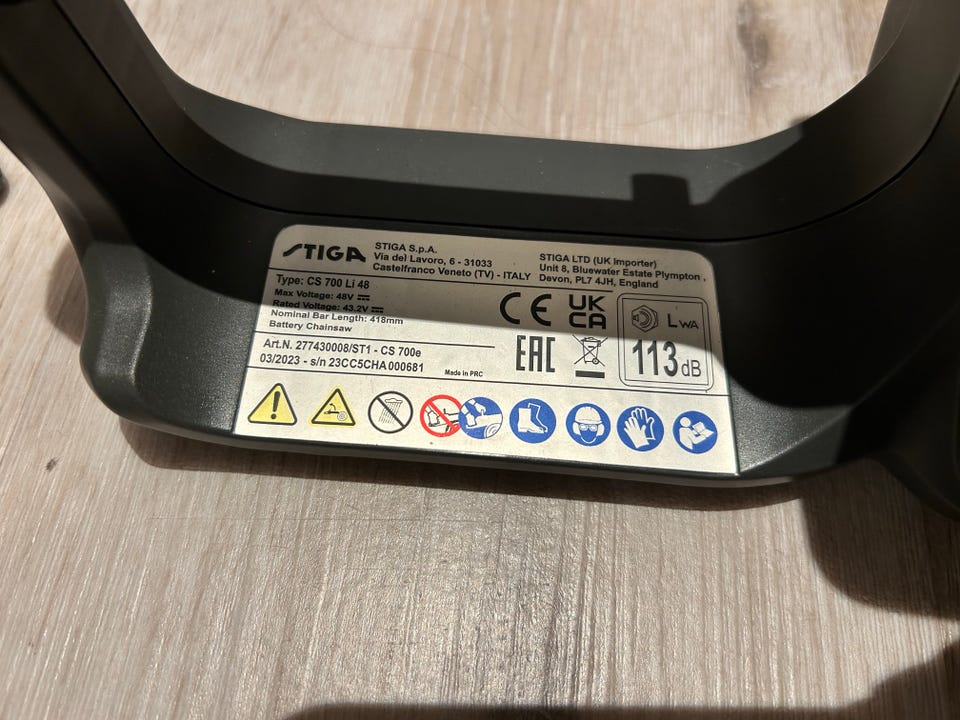 STIGA
STIGA S.p.A.
Via del Lavoro, 6 - 31033
Castelfranco Veneto (TV) - ITALY
STIGA LTD (UK Importer)
Unit 8, Bluewater Estate Plympton,
Devon, PL7 4JH, England
Type: CS 700 Li 48
Max Voltage: 48V
Rated Voltage: 43.2V
Nominal Bar Length: 418mm
Battery Chainsaw
Art.N. 277430008/ST1 - CS 700e
03/2023 - s/n 23CC5CHA000681
Made in PRC
CE
UK
CA
EAC
LWA
113dB